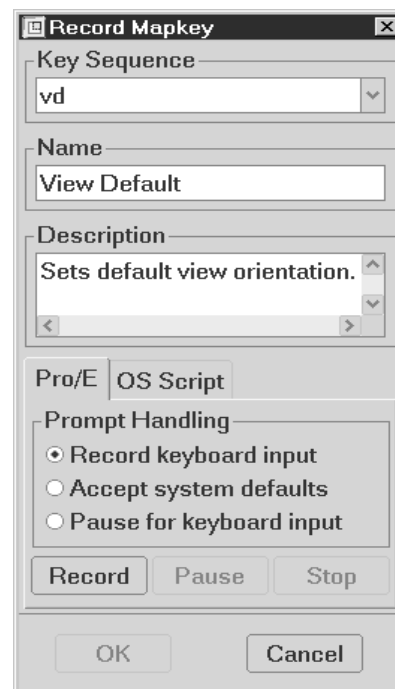 Record Mapkey
Key Sequence
vd
Name
View Default
Description
Sets default view orientation.
Pro/E OS Script
Prompt Handling
Record keyboard input
Accept system defaults
Pause for keyboard input
Record Pause Stop
OK Cancel